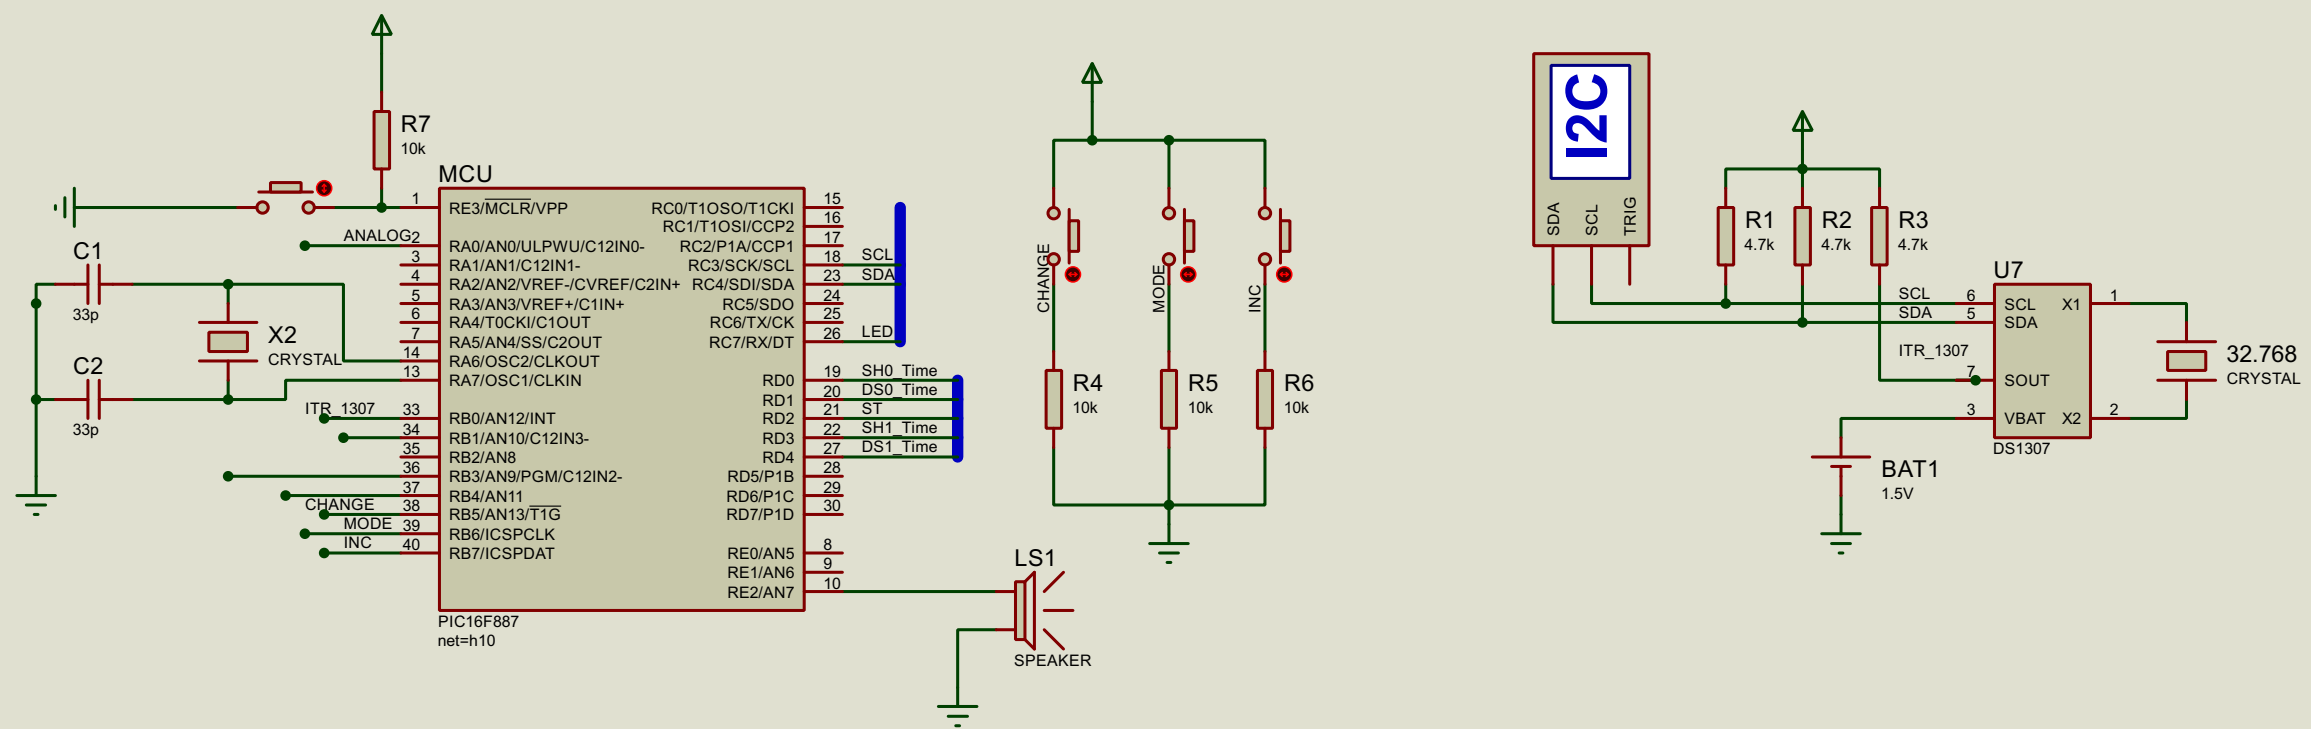 R7
10k
MCU
1
RE3/MCLR/VPP
ANALOG
2
RA0/AN0/ULPWU/C12IN0-
3
RA1/AN1/C12IN1-
4
RA2/AN2/VREF-/CVREF/C2IN+
5
RA3/AN3/VREF+/C1IN+
6
RA4/T0CKI/C1OUT
7
RA5/AN4/SS/C2OUT
14
RA6/OSC2/CLKOUT
13
RA7/OSC1/CLKIN
ITR_1307
33
RB0/AN12/INT
34
RB1/AN10/C12IN3-
35
RB2/AN8
36
RB3/AN9/PGM/C12IN2-
37
RB4/AN11
CHANGE
38
RB5/AN13/T1G
MODE
39
RB6/ICSPCLK
INC
40
RB7/ICSPDAT
C1
33p
X2
CRYSTAL
C2
33p
RC0/T1OSO/T1CKI
15
RC1/T1OSI/CCP2
16
RC2/P1A/CCP1
17
RC3/SCK/SCL
18
SCL
RC4/SDI/SDA
23
SDA
RC5/SDO
24
RC6/TX/CK
25
RC7/RX/DT
26
LED
RD0
19
SH0_Time
RD1
20
DS0_Time
RD2
21
ST
RD3
22
SH1_Time
RD4
27
DS1_Time
RD5/P1B
28
RD6/P1C
29
RD7/P1D
30
RE0/AN5
8
RE1/AN6
9
RE2/AN7
10
PIC16F887
net=h10
CHANGE
MODE
INC
R4
10k
R5
10k
R6
10k
LS1
SPEAKER
I2C
SDA
SCL
TRIG
R1
4.7k
R2
4.7k
R3
4.7k
U7
SCL
6
SCL
X1
1
SDA
5
SDA
ITR_1307
7
SOUT
3
VBAT
X2
2
DS1307
32.768
CRYSTAL
BAT1
1.5V